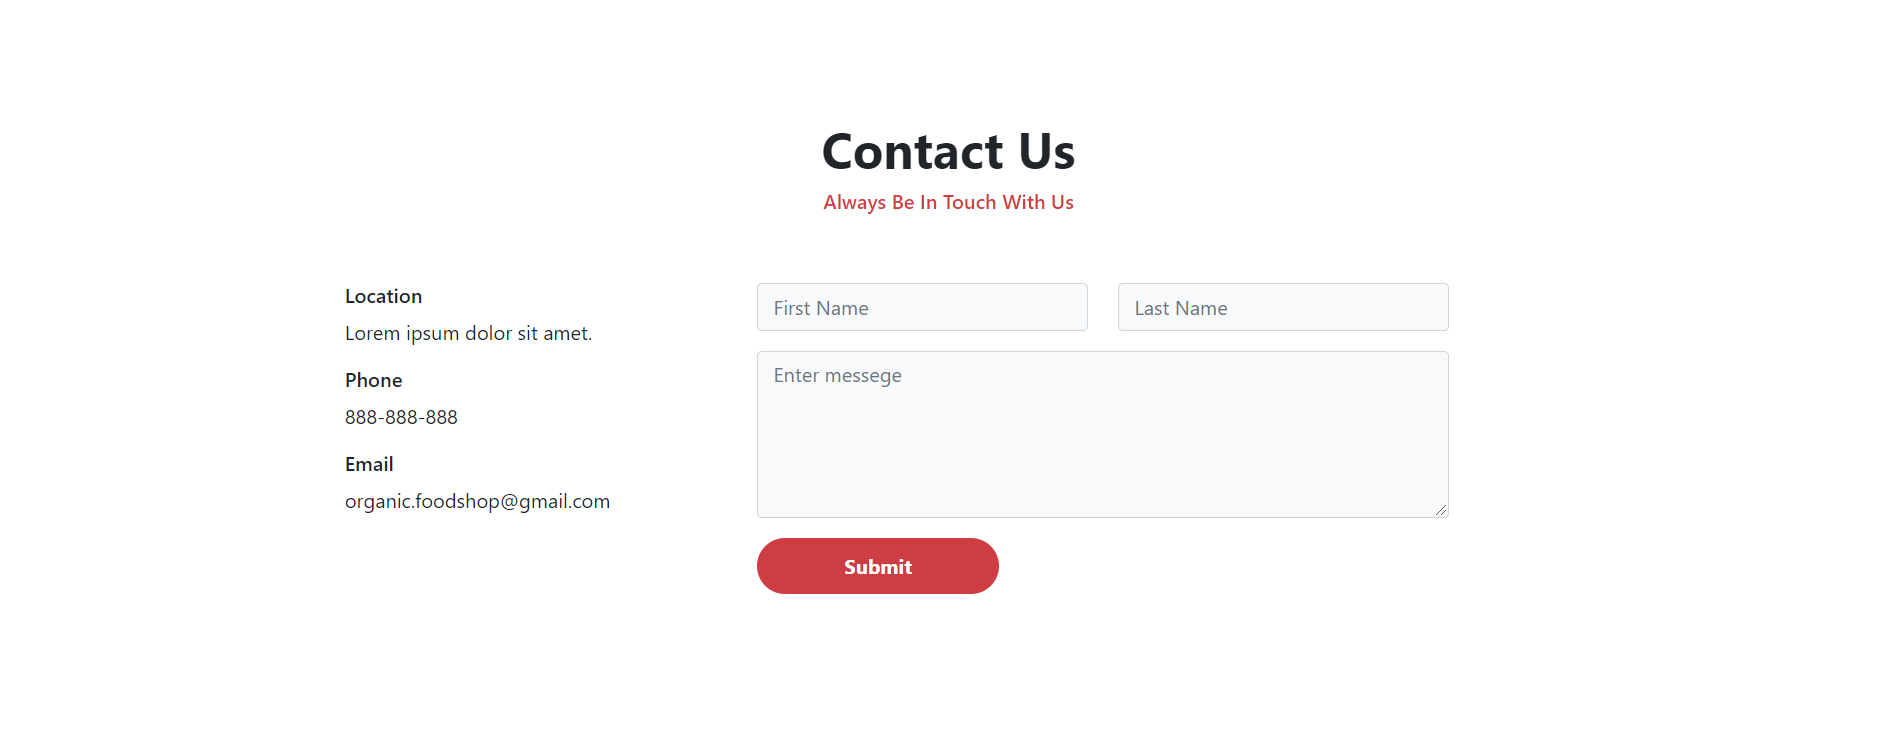 Contact Us
Always Be In Touch With Us
Location
Lorem ipsum dolor sit amet.
Phone
888-888-888
Email
organic.foodshop@gmail.com
First Name
Last Name
Enter messege
Submit